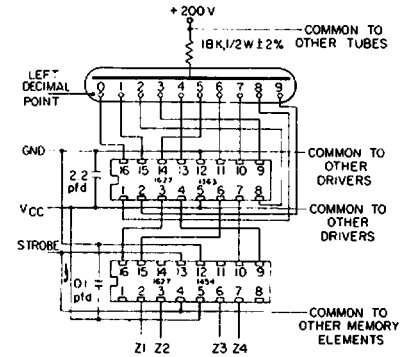 + 200 V
COMMON TO
OTHER TUBES
18K,1/2W ± 2%
LEFT
DECIMAL
POINT
0 1 2 3 4 5 6 7 8 9
GND
COMMON TO
OTHER
DRIVERS
16 15 14 13 12 11 10 9
2.2
pfd
1627
1 2 3 4 5 6 7 8
VCC
COMMON TO
OTHER
DRIVERS
STROBE
16 15 14 13 12 11 10 9
.01
pfd
1627 1454
1 2 3 4 5 6 7 8
COMMON TO
OTHER MEMORY
ELEMENTS
Z1 Z2 Z3 Z4